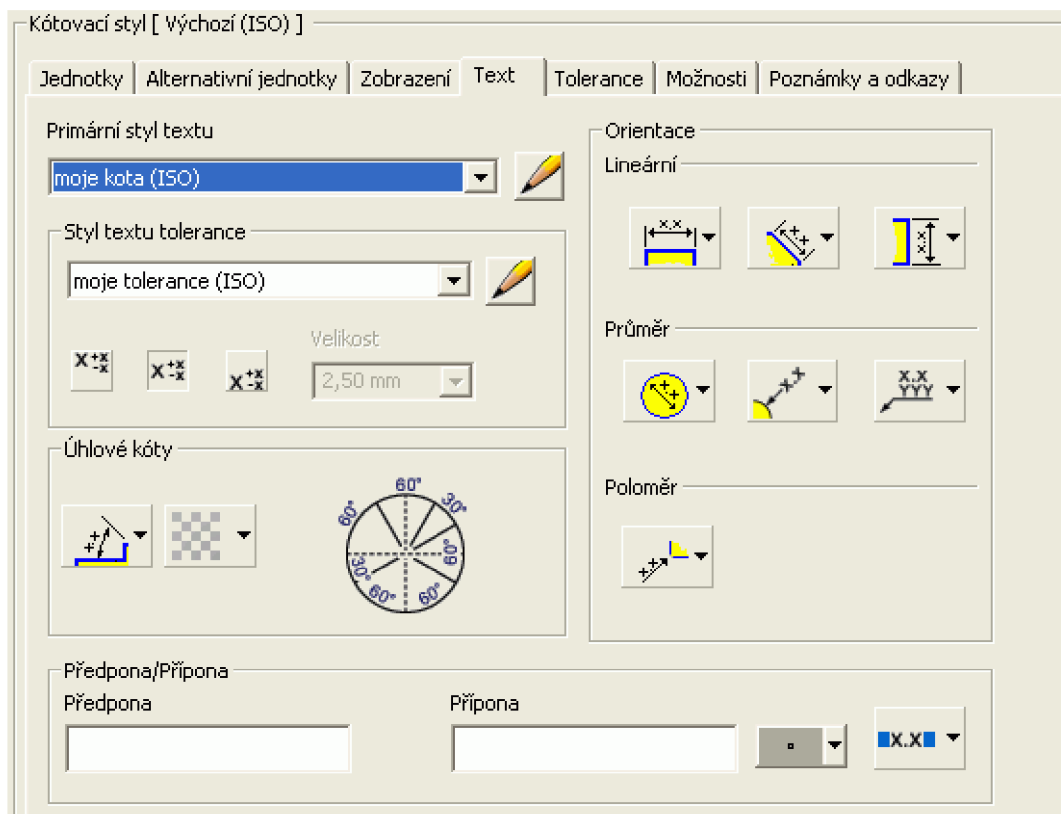 Kótovací styl [ Výchozí (ISO) ]
Jednotky Alternativní jednotky Zobrazení Text Tolerance Možnosti Poznámky a odkazy
Primární styl textu
moje kota (ISO)
Styl textu tolerance
moje tolerance (ISO)
Velikost
2,50 mm
x+x-x x+x-x x+x-x
Úhlové kóty
60° 30° 60° 60° 60° 30° 60° 60°
Orientace
Lineární
x.x
Průměr
x.x
X.X
YYY
Poloměr
Předpona/Přípona
Předpona
Přípona
x.x